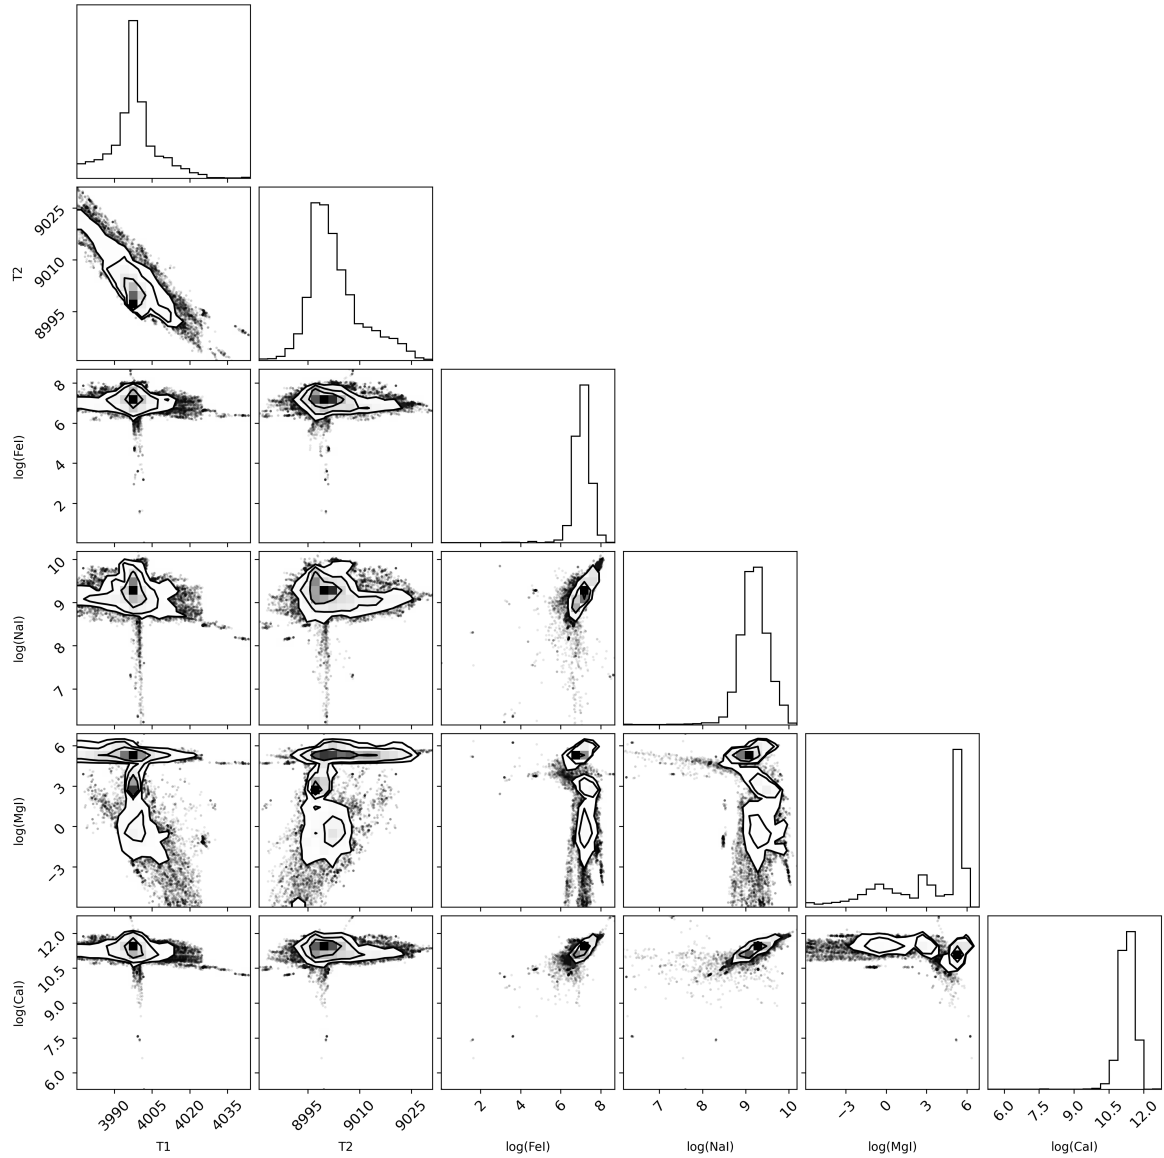 9025
9010
8995
T2
8
6
4
2
log(FeI)
10
9
8
7
log(NaI)
6
3
0
−3
log(MgI)
12.0
10.5
9.0
7.5
6.0
log(CaI)
3990 4005 4020 4035
8995 9010 9025
2 4 6 8
7 8 9 10
−3 0 3 6
6.0 7.5 9.0 10.5 12.0
T1 T2 log(FeI) log(NaI) log(MgI) log(CaI)